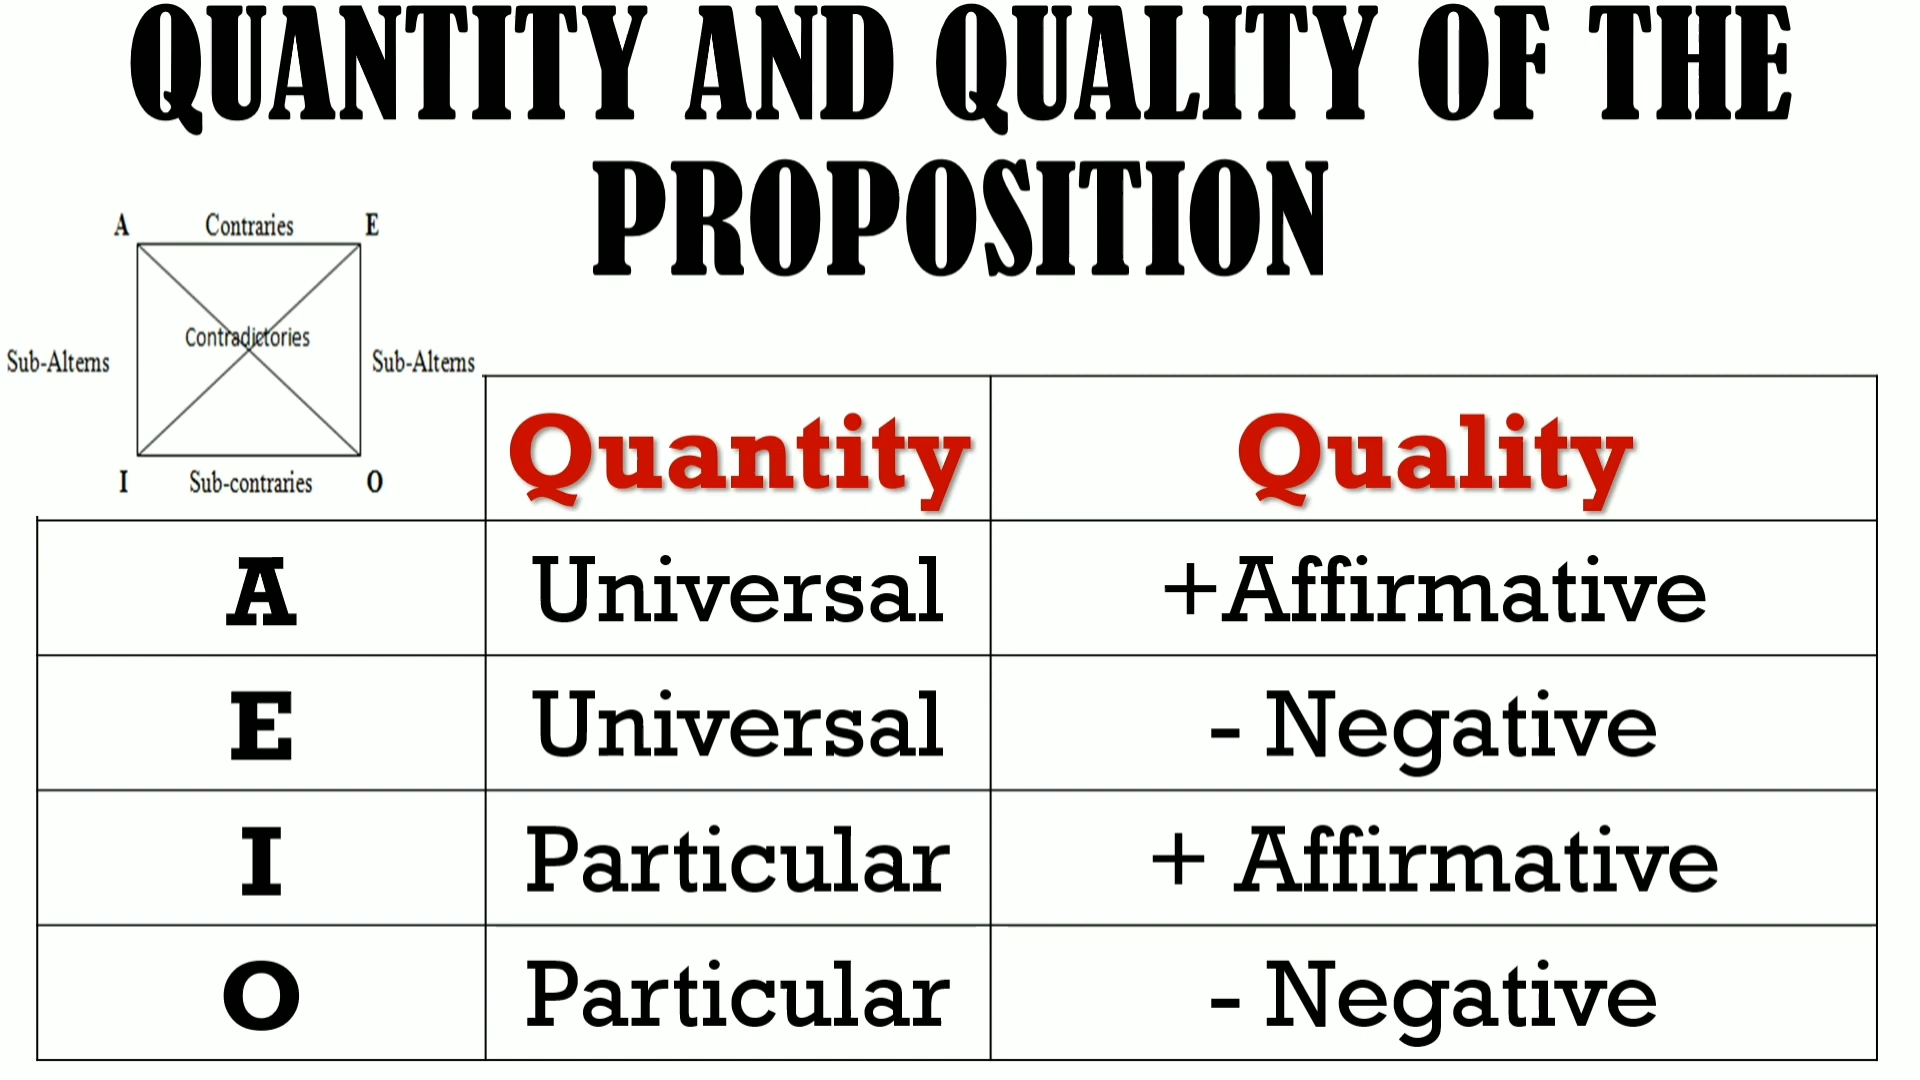 QUANTITY AND QUALITY OF THE
PROPOSITION
A Contraries E
Contradictories
Sub-Alterns Sub-Alterns
I Sub-contraries O
Quantity Quality
A Universal +Affirmative
E Universal - Negative
I Particular + Affirmative
O Particular - Negative